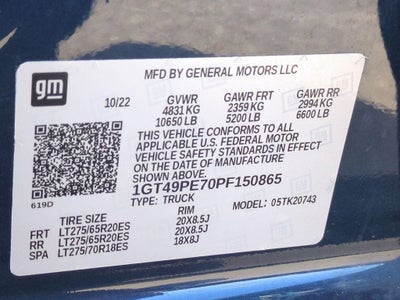 gm
MFD BY GENERAL MOTORS LLC
10/22 GVWR GAWR FRT GAWR RR
4831 KG 2359 KG 2994 KG
10650 LB 5200 LB 6600 LB
THIS VEHICLE CONFORMS TO ALL
APPLICABLE U.S. FEDERAL MOTOR
VEHICLE SAFETY STANDARDS IN EFFECT
ON THE DATE OF MANUFACTURE
SHOWN ABOVE.
1GT49PE70PF150865
619D
TYPE: TRUCK MODEL: 05TK20743
TIRE SIZE RIM
FRT LT275/65R20ES 20X8.5J
RR LT275/65R20ES 20X8.5J
SPA LT275/70R18ES 18X8J